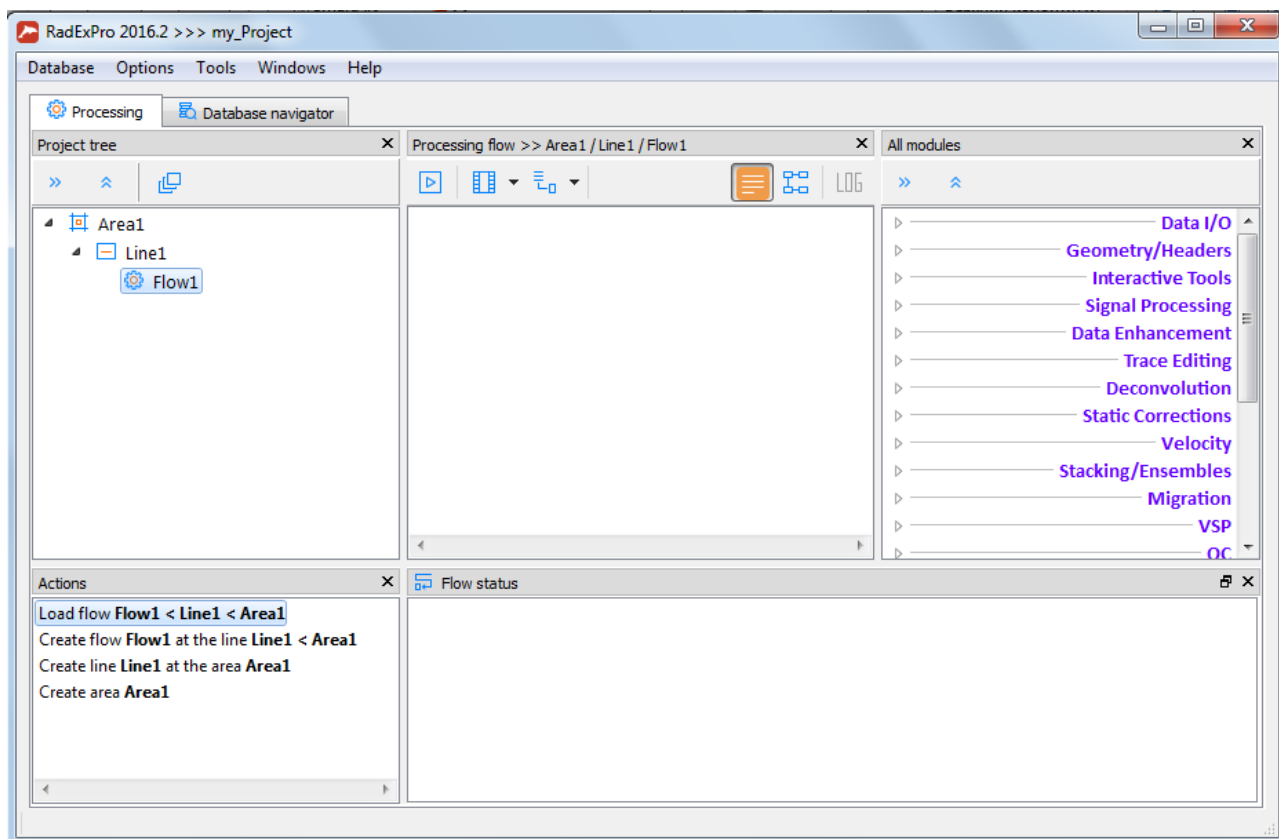 RadExPro 2016.2 >>> my_Project
Database Options Tools Windows Help
Processing Database navigator
Project tree
Area1
Line1
Flow1
Processing flow >> Area1 / Line1 / Flow1
LOG
All modules
Data I/O
Geometry/Headers
Interactive Tools
Signal Processing
Data Enhancement
Trace Editing
Deconvolution
Static Corrections
Velocity
Stacking/Ensembles
Migration
VSP
QC
Actions
Load flow Flow1 < Line1 < Area1
Create flow Flow1 at the line Line1 < Area1
Create line Line1 at the area Area1
Create area Area1
Flow status